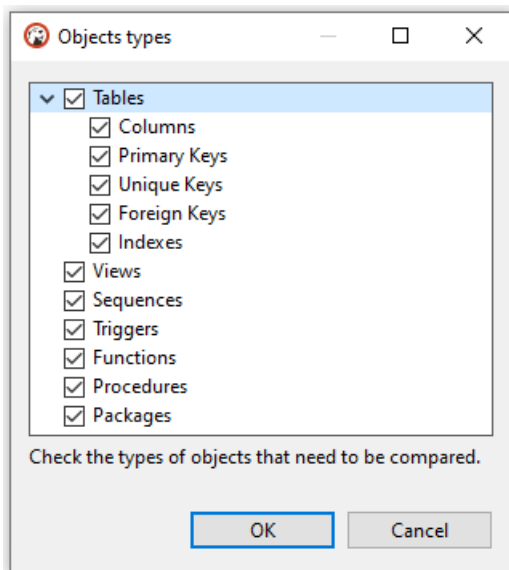 Objects types
Tables
Columns
Primary Keys
Unique Keys
Foreign Keys
Indexes
Views
Sequences
Triggers
Functions
Procedures
Packages
Check the types of objects that need to be compared.
OK Cancel